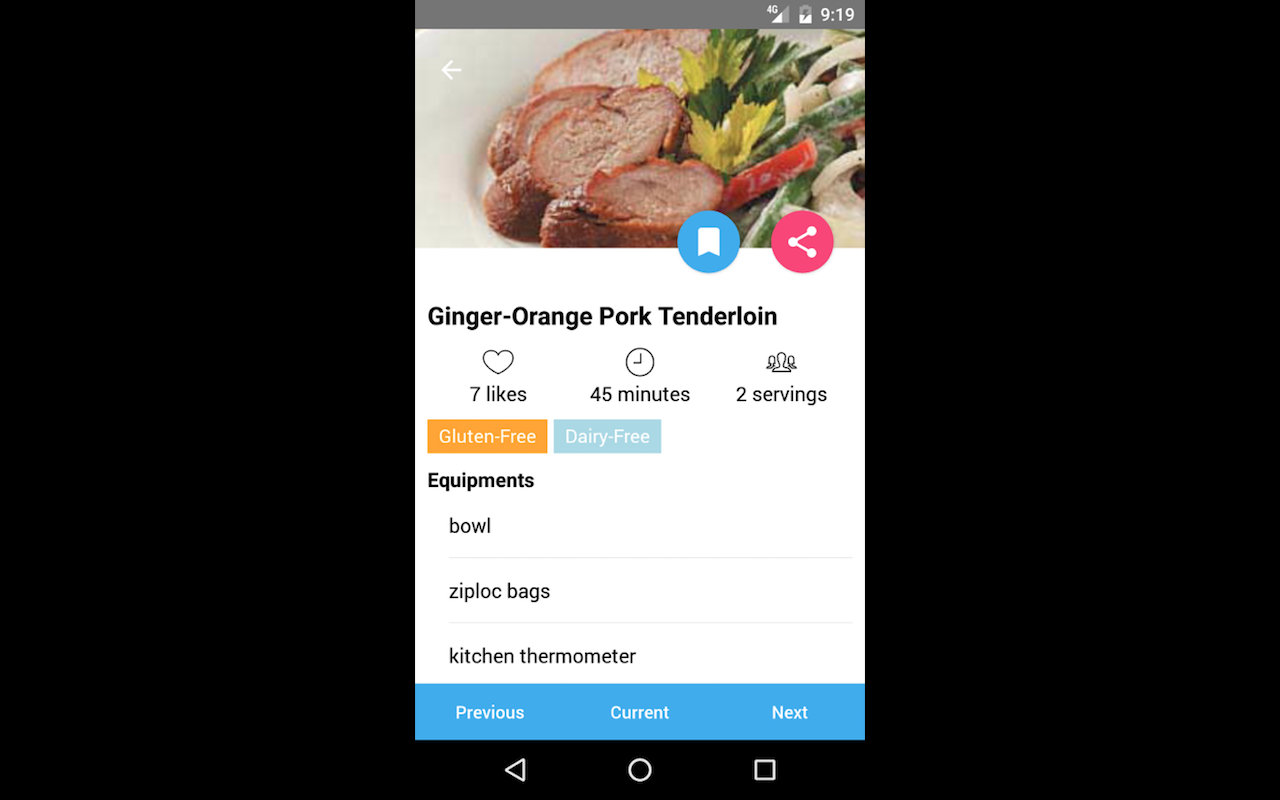 4G 9:19
Ginger-Orange Pork Tenderloin
7 likes 45 minutes 2 servings
Gluten-Free Dairy-Free
Equipments
bowl
ziploc bags
kitchen thermometer
Previous Current Next